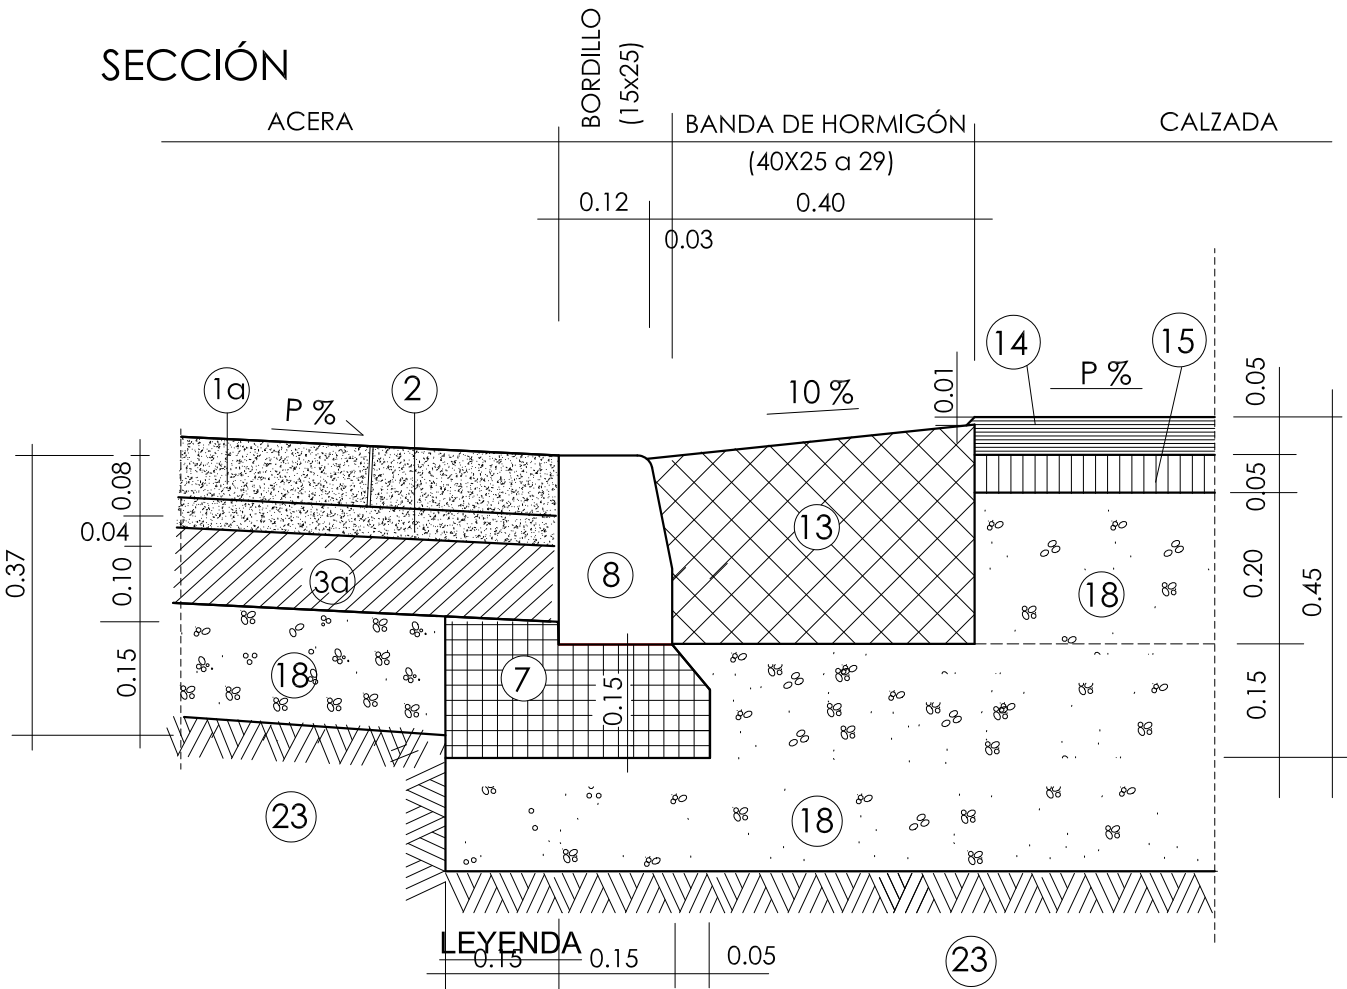 SECCIÓN
BORDILLO
(15x25)
ACERA
BANDA DE HORMIGÓN
CALZADA
(40X25 a 29)
0.12
0.40
0.03
14
15
1a
2
P %
10 %
0.01
P %
0.05
0.08
0.04
0.10
0.15
0.37
3a
8
13
18
0.05
0.20
0.15
0.45
18
7
0.15
23
18
LEYENDA
0.15
0.15
0.05
23